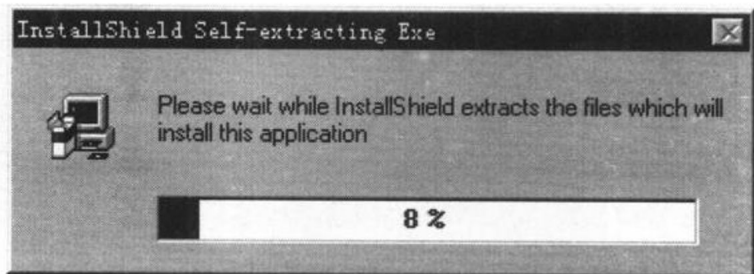 InstallShield Self-extracting Exe
Please wait while InstallShield extracts the files which will
install this application
8 %